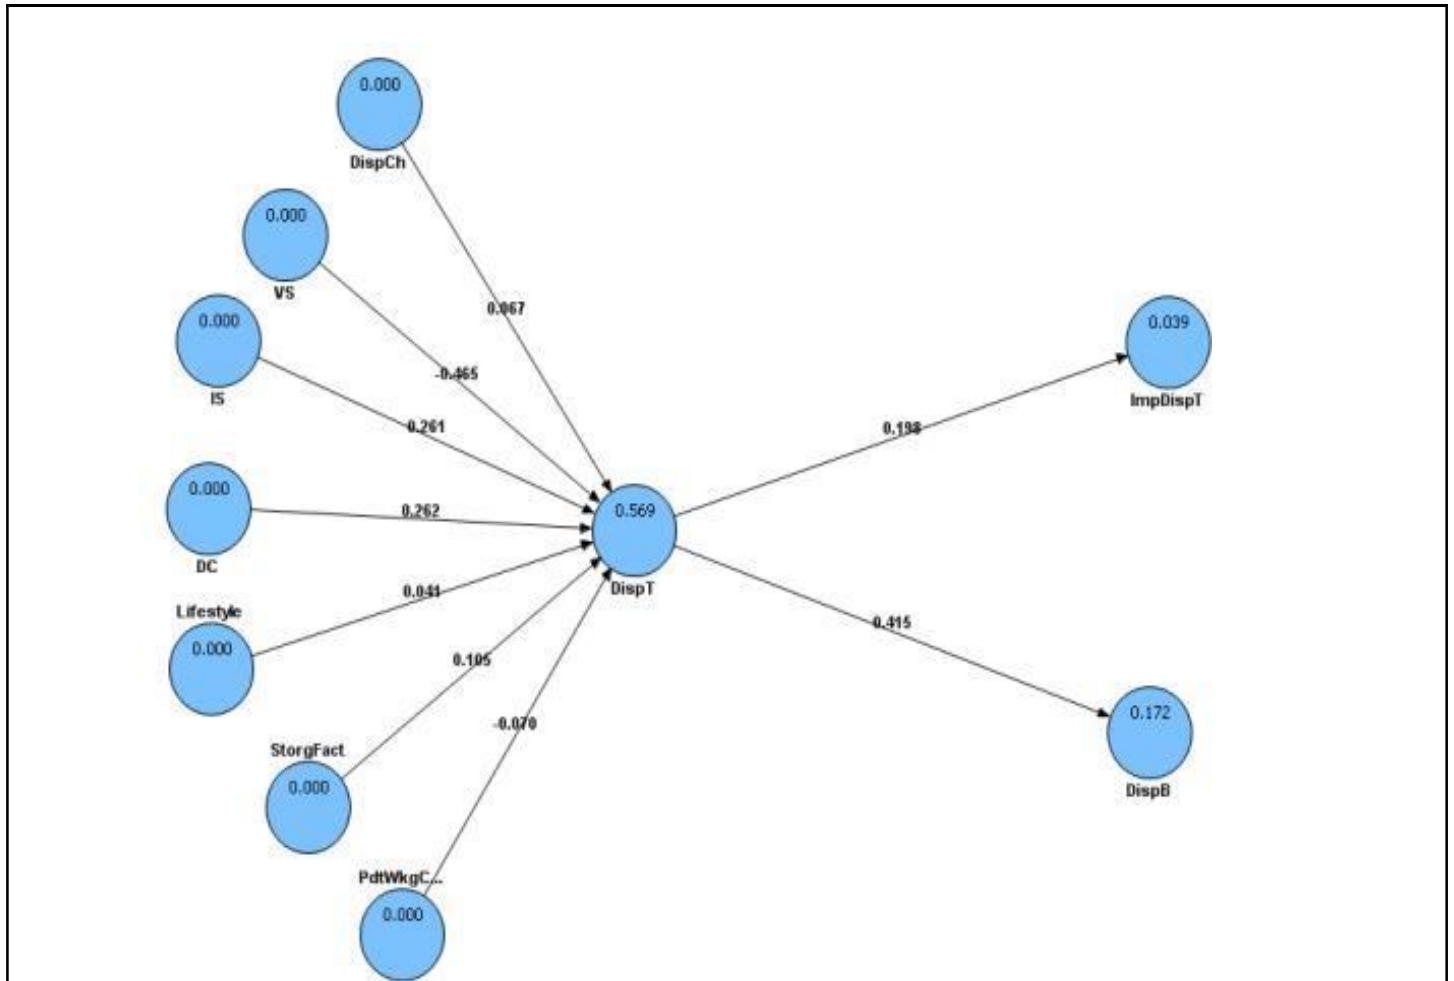 0.000
DispCh
0.000
VS
0.067
0.000
IS
-0.465
0.039
ImpDispT
0.261
0.198
0.000
DC
0.262
0.569
DispT
Lifestyle
0.000
0.041
0.415
0.105
-0.070
0.172
DispB
StorgFact
0.000
PdtWkgC...
0.000